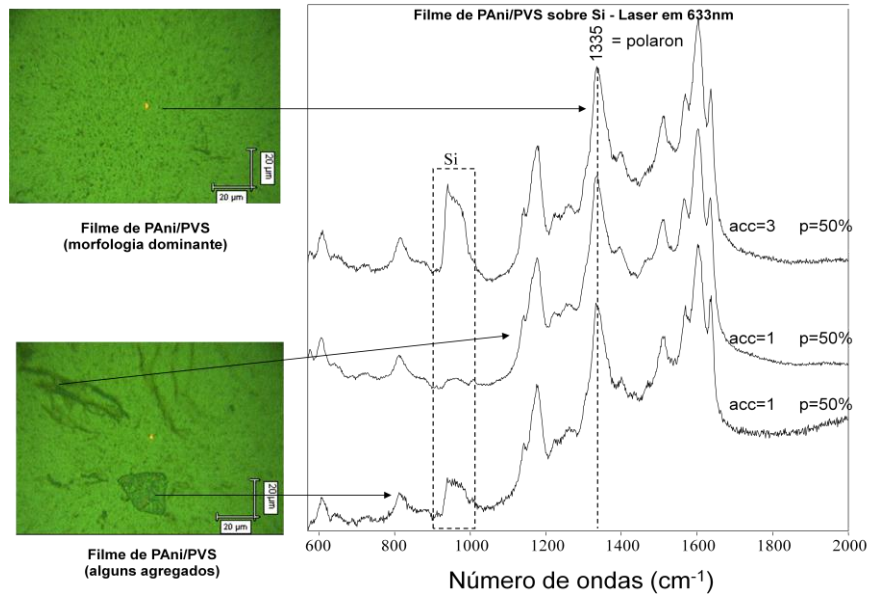 Filme de PAni/PVS sobre Si - Laser em 633nm
1335
= polaron
Si
20 µm
20 µm
Filme de PAni/PVS
(morfologia dominante)
acc=3 p=50%
acc=1 p=50%
acc=1 p=50%
20 µm
20 µm
Filme de PAni/PVS
(alguns agregados)
600 800 1000 1200 1400 1600 1800 2000
Número de ondas (cm-1)